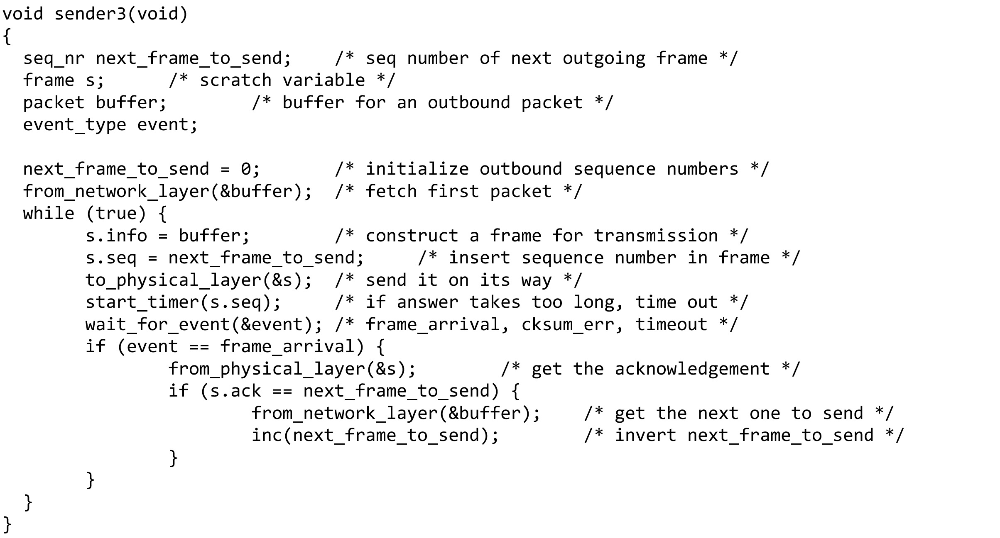 void sender3(void)
{
  seq_nr next_frame_to_send;    /* seq number of next outgoing frame */
  frame s;      /* scratch variable */
  packet buffer;        /* buffer for an outbound packet */
  event_type event;

  next_frame_to_send = 0;       /* initialize outbound sequence numbers */
  from_network_layer(&buffer);  /* fetch first packet */
  while (true) {
        s.info = buffer;        /* construct a frame for transmission */
        s.seq = next_frame_to_send;     /* insert sequence number in frame */
        to_physical_layer(&s);  /* send it on its way */
        start_timer(s.seq);     /* if answer takes too long, time out */
        wait_for_event(&event); /* frame_arrival, cksum_err, timeout */
        if (event == frame_arrival) {
                from_physical_layer(&s);        /* get the acknowledgement */
                if (s.ack == next_frame_to_send) {
                        from_network_layer(&buffer);    /* get the next one to send */
                        inc(next_frame_to_send);        /* invert next_frame_to_send */
                }
        }
  }
}